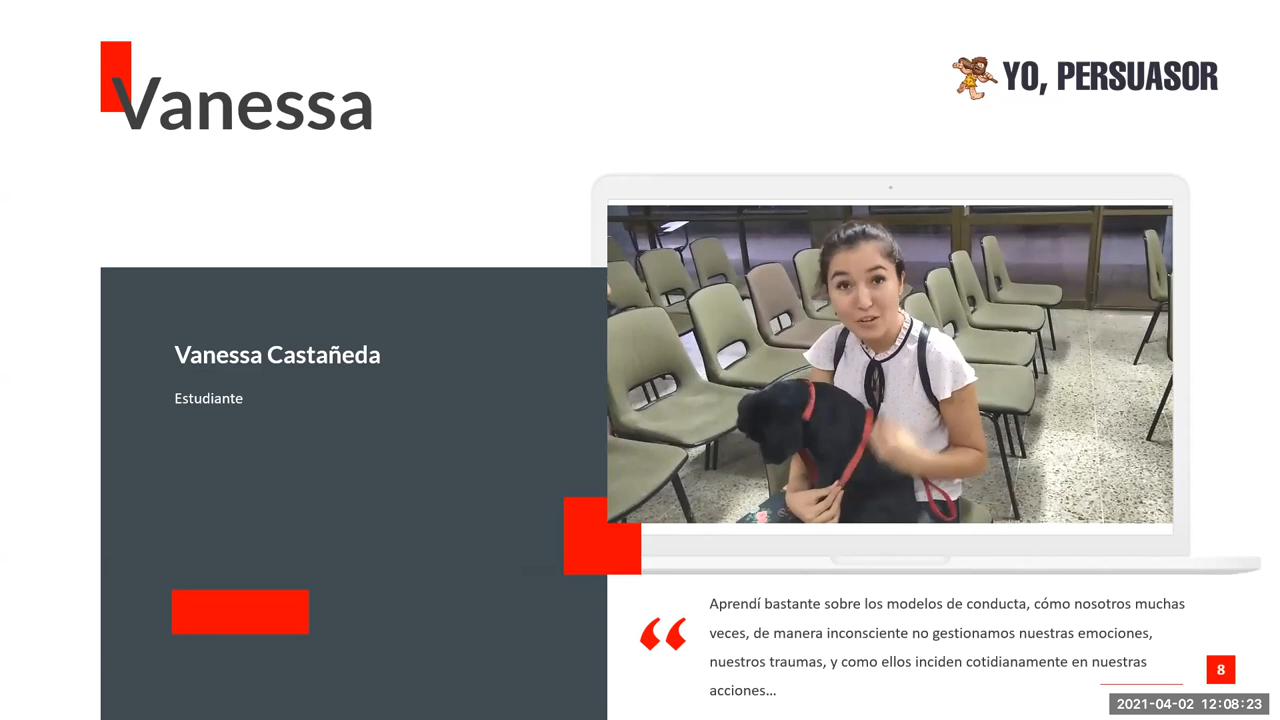 Vanessa
YO, PERSUASOR
Vanessa Castañeda
Estudiante
“
Aprendí bastante sobre los modelos de conducta, cómo nosotros muchas
veces, de manera inconsciente no gestionamos nuestras emociones,
nuestros traumas, y como ellos inciden cotidianamente en nuestras
acciones...
8
2021-04-02 12:08:23